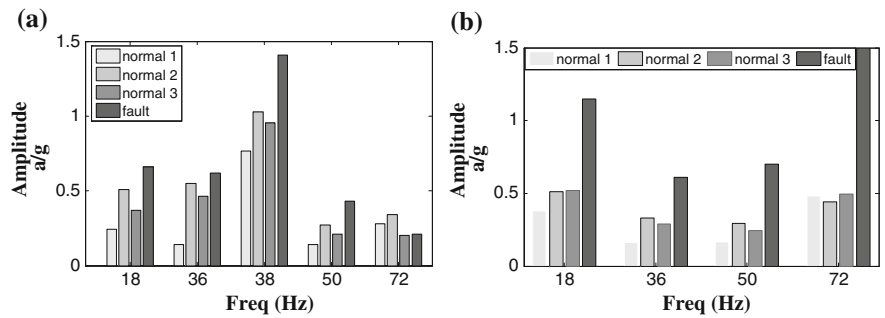 (a)
1.5
1
0.5
0
Amplitude
a/g
normal 1
normal 2
normal 3
fault
18 36 38 50 72
Freq (Hz)
(b)
1.5
1
0.5
0
Amplitude
a/g
normal 1 normal 2 normal 3 fault
18 36 50 72
Freq (Hz)